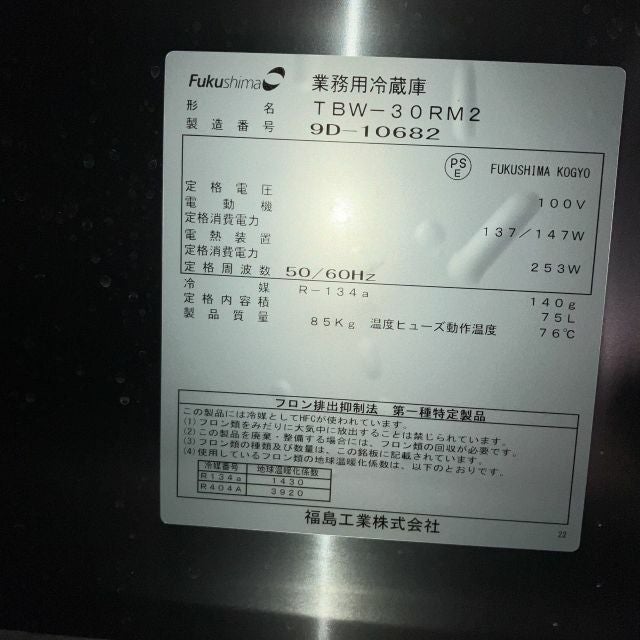 Fukushima 業務用冷蔵庫
形名 TBW-30RM2
製造番号 9D-10682
PS E FUKUSHIMA KOGYO
定格電圧 100V
電動機
定格消費電力 137/147W
電熱装置
定格消費電力 253W
定格周波数 50/60Hz
冷媒 R-134a 140g
定格内容積 75L
製品質量 85Kg 温度ヒューズ動作温度 76℃
フロン排出抑制法 第一種特定製品
この製品には冷媒としてHFCが使われています。
(1) フロン類をみだりに大気中に放出することは禁じられています。
(2) この製品を廃棄・整備する場合には、フロン類の回収が必要です。
(3) フロン類の種類及び数量は、この銘板に記載しています。
(4) 使用しているフロン類の地球温暖化係数は、以下のとおりです。
冷媒番号 地球温暖化係数
R134a 1430
R404A 3920
福島工業株式会社
22